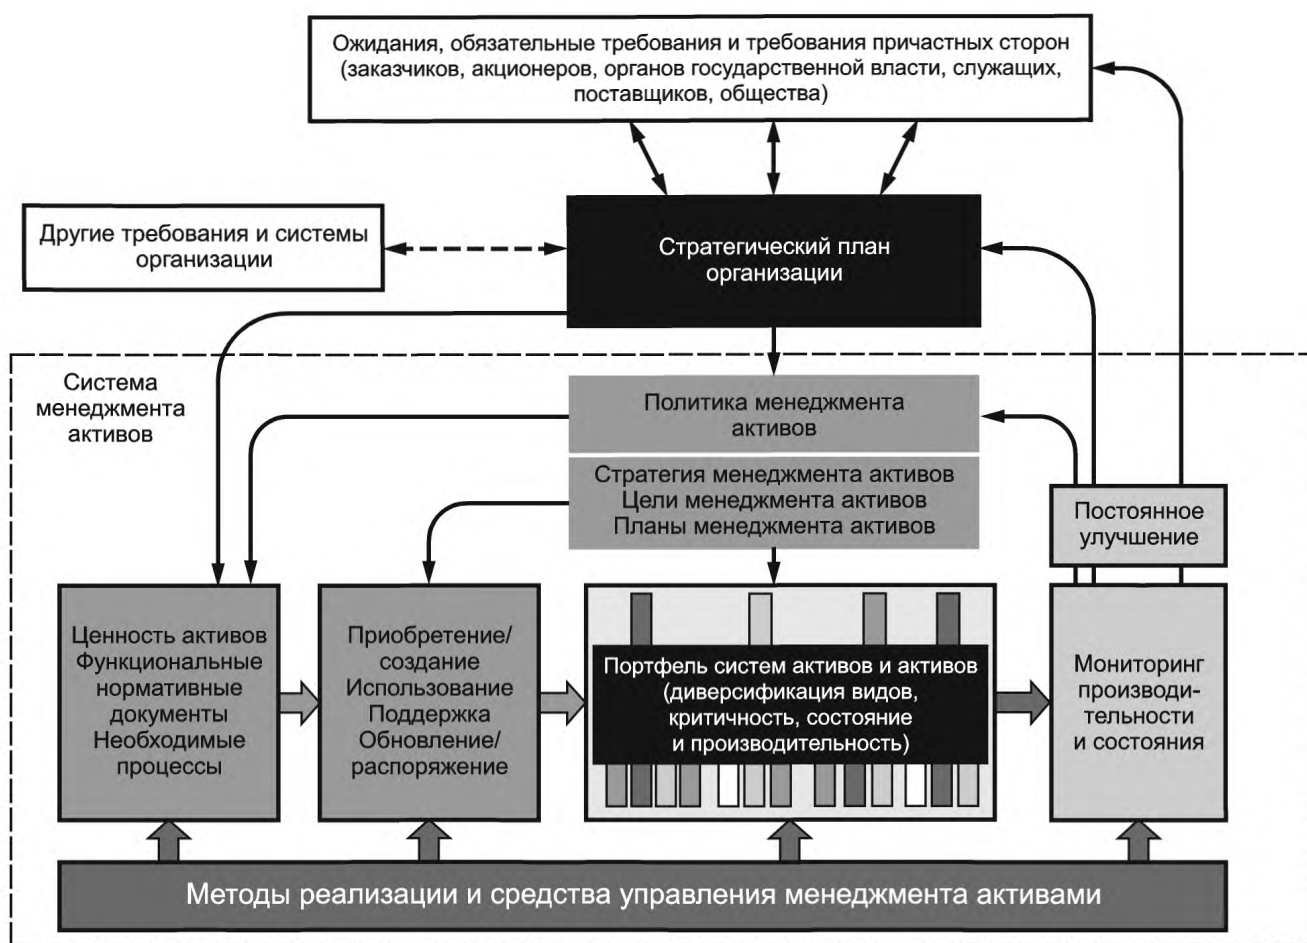 Ожидания, обязательные требования и требования причастных сторон
(заказчиков, акционеров, органов государственной власти, служащих,
поставщиков, общества)
Другие требования и системы
организации
Стратегический план
организации
Система
менеджмента
активов
Политика менеджмента
активов
Стратегия менеджмента активов
Цели менеджмента активов
Планы менеджмента активов
Постоянное
улучшение
Ценность активов
Функциональные
нормативные
документы
Необходимые
процессы
Приобретение/
создание
Использование
Поддержка
Обновление/
распоряжение
Портфель систем активов и активов
(диверсификация видов,
критичность, состояние
и производительность)
Мониторинг
производи-
тельности
и состояния
Методы реализации и средства управления менеджмента активами